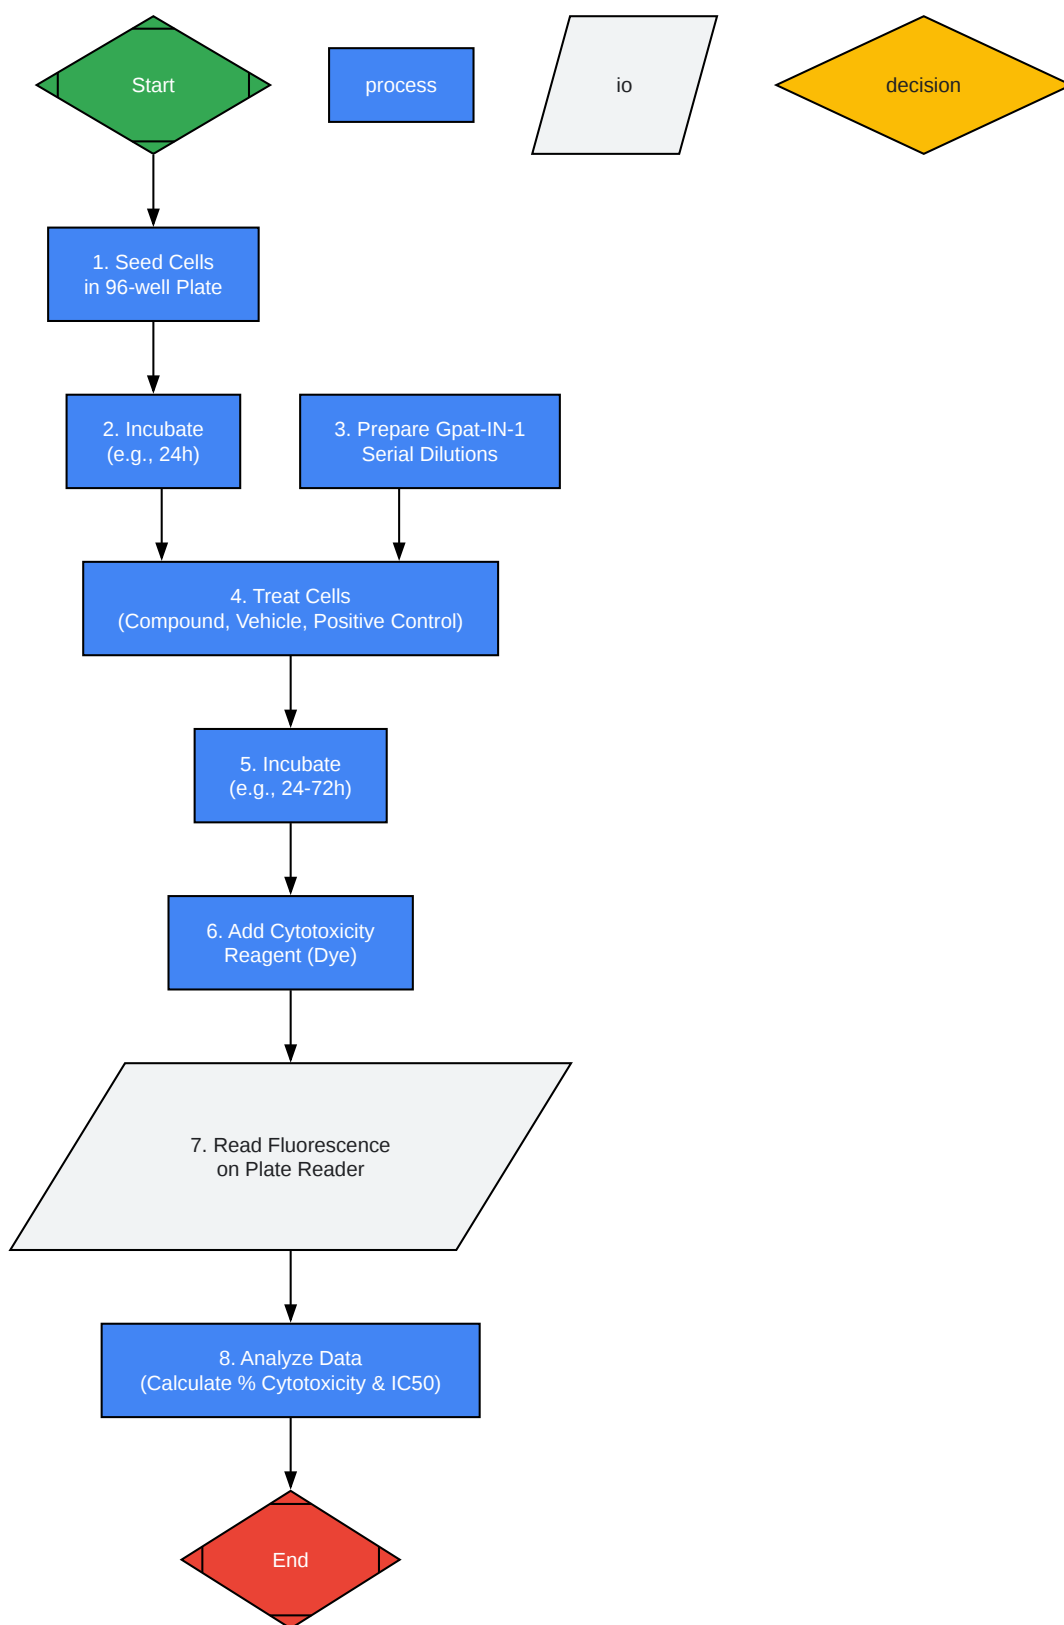 Start
process
io
decision
1. Seed Cells
in 96-well Plate
2. Incubate
(e.g., 24h)
3. Prepare Gpat-IN-1
Serial Dilutions
4. Treat Cells
(Compound, Vehicle, Positive Control)
5. Incubate
(e.g., 24-72h)
6. Add Cytotoxicity
Reagent (Dye)
7. Read Fluorescence
on Plate Reader
8. Analyze Data
(Calculate % Cytotoxicity & IC50)
End